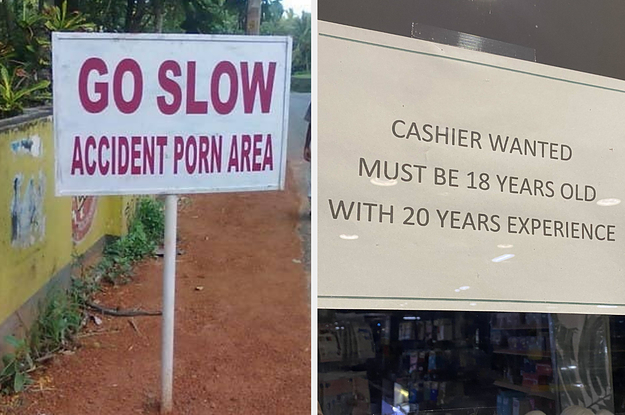 GO SLOW
ACCIDENT PORN AREA
CASHIER WANTED
MUST BE 18 YEARS OLD
WITH 20 YEARS EXPERIENCE